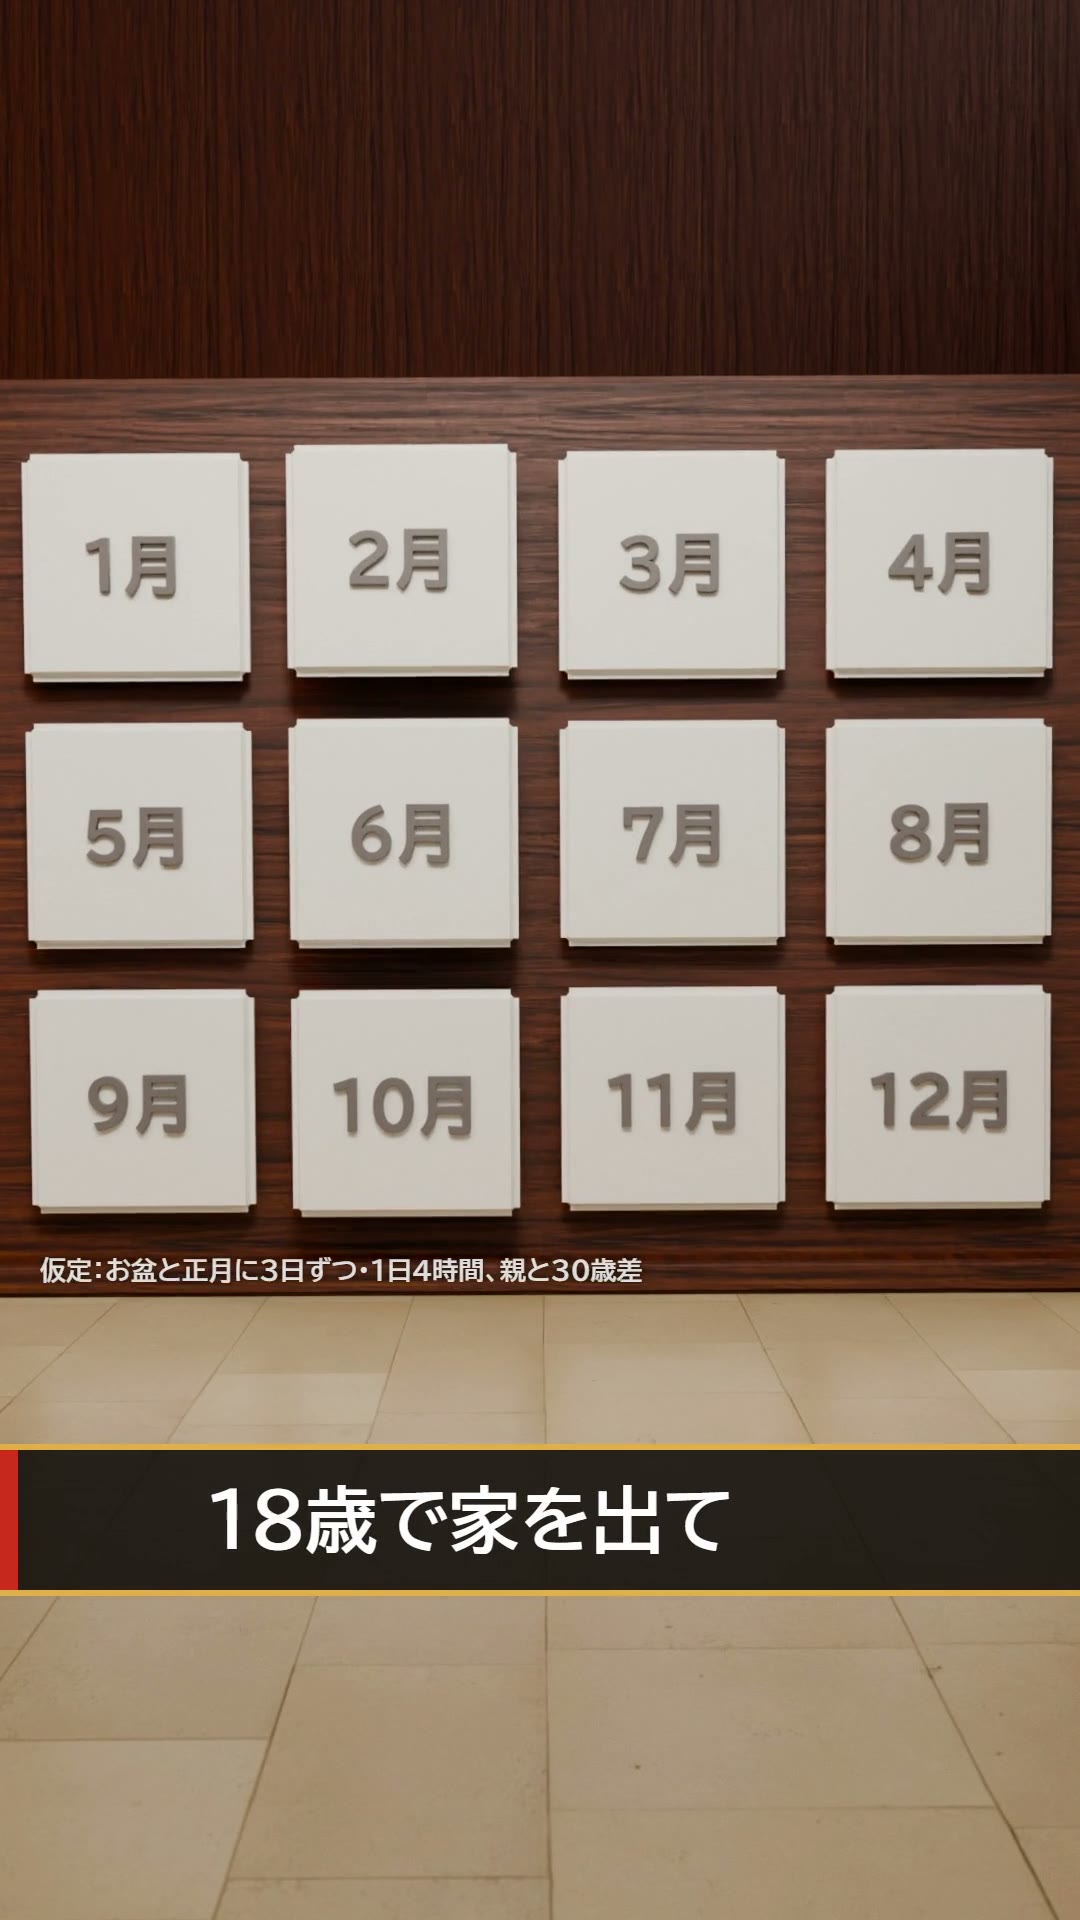 1月 2月 3月 4月
5月 6月 7月 8月
9月 10月 11月 12月
仮定：お盆と正月に3日ずつ・1日4時間、親と30歳差
18歳で家を出て